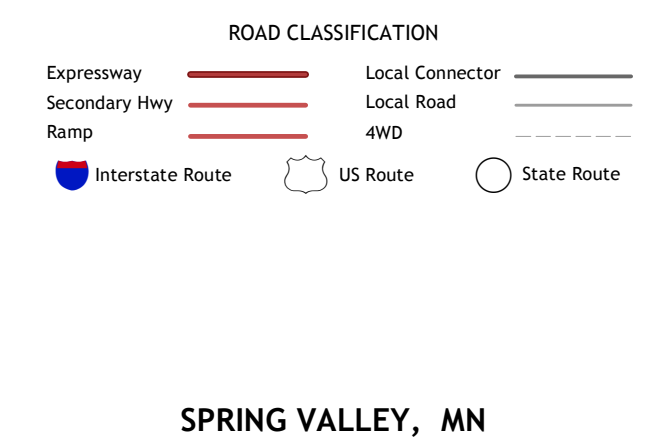 ROAD CLASSIFICATION
Expressway
Secondary Hwy
Ramp
Local Connector
Local Road
4WD
Interstate Route
US Route
State Route
SPRING VALLEY, MN